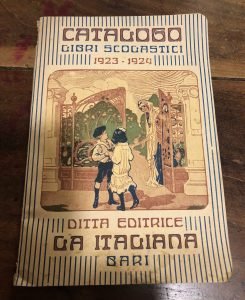 CATALOGO
LIBRI SCOLASTICI
1923-1924
DITTA EDITRICE
LA ITALIANA
BARI